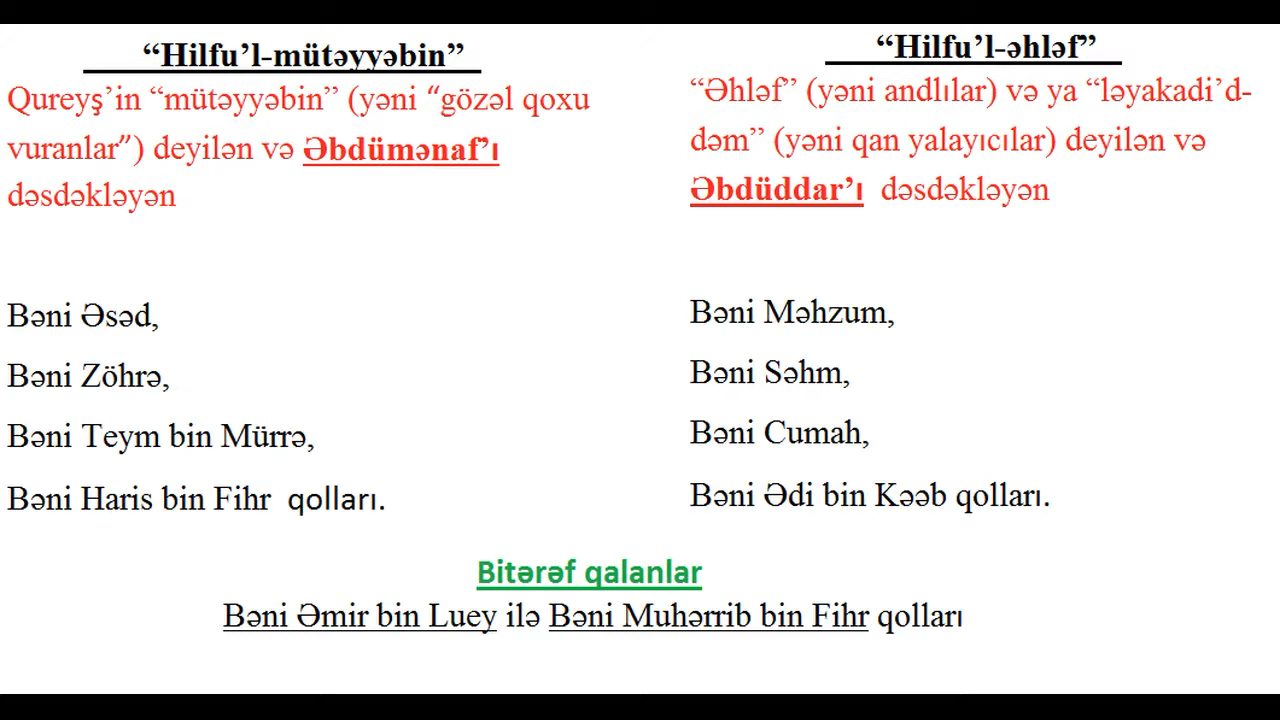 “Hilfu’l-mütəyyəbin”
Qureyş’in “mütəyyəbin” (yəni “gözəl qoxu
vuranlar”) deyilən və Əbdümənaf’ı
dəsdəkləyən
Bəni Əsəd,
Bəni Zöhrə,
Bəni Teym bin Mürrə,
Bəni Haris bin Fihr qolları.
“Hilfu’l-əhləf”
“Əhləf” (yəni andlılar) və ya “ləyakadi’d-
dəm” (yəni qan yalayıcılar) deyilən və
Əbdüddar’ı dəsdəkləyən
Bəni Məhzum,
Bəni Səhm,
Bəni Cumah,
Bəni Ədi bin Kəəb qolları.
Bitərəf qalanlar
Bəni Əmir bin Luey ilə Bəni Muhərrib bin Fihr qolları